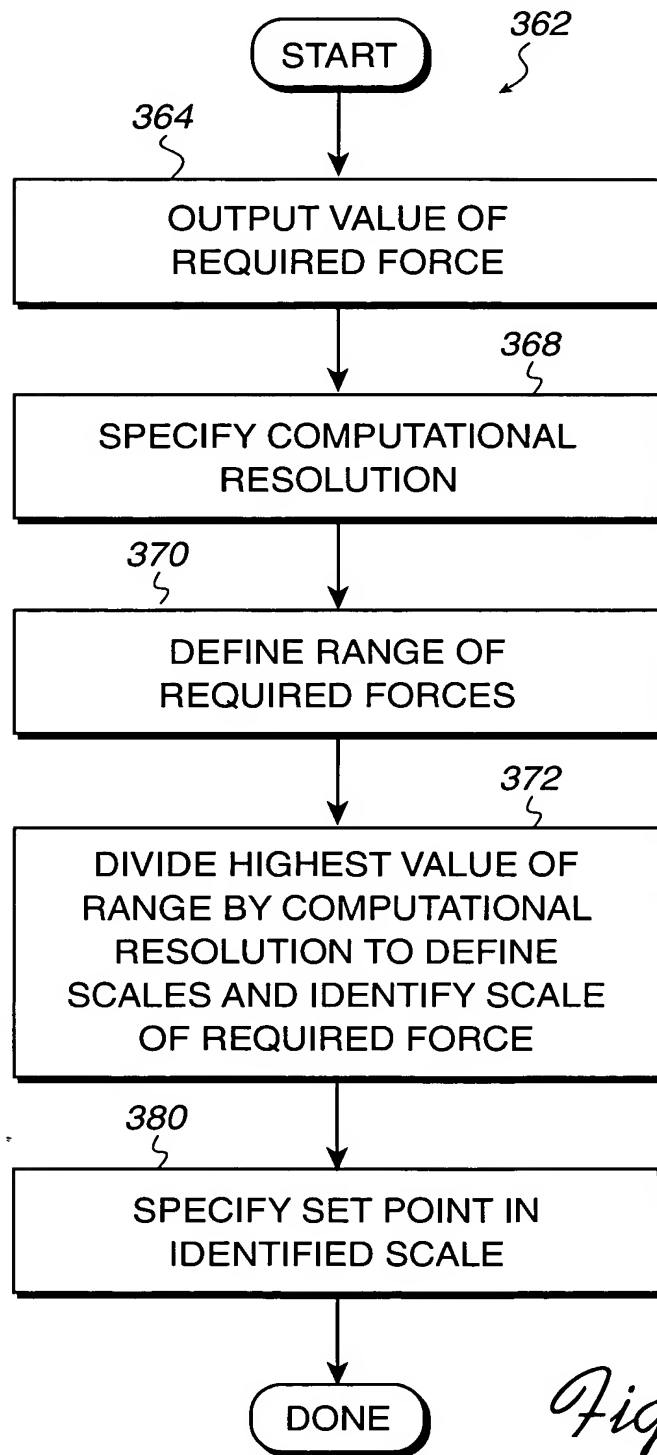 START
362
364
OUTPUT VALUE OF
REQUIRED FORCE
368
SPECIFY COMPUTATIONAL
RESOLUTION
370
DEFINE RANGE OF
REQUIRED FORCES
372
DIVIDE HIGHEST VALUE OF
RANGE BY COMPUTATIONAL
RESOLUTION TO DEFINE
SCALES AND IDENTIFY SCALE
OF REQUIRED FORCE
380
SPECIFY SET POINT IN
IDENTIFIED SCALE
DONE
Fig